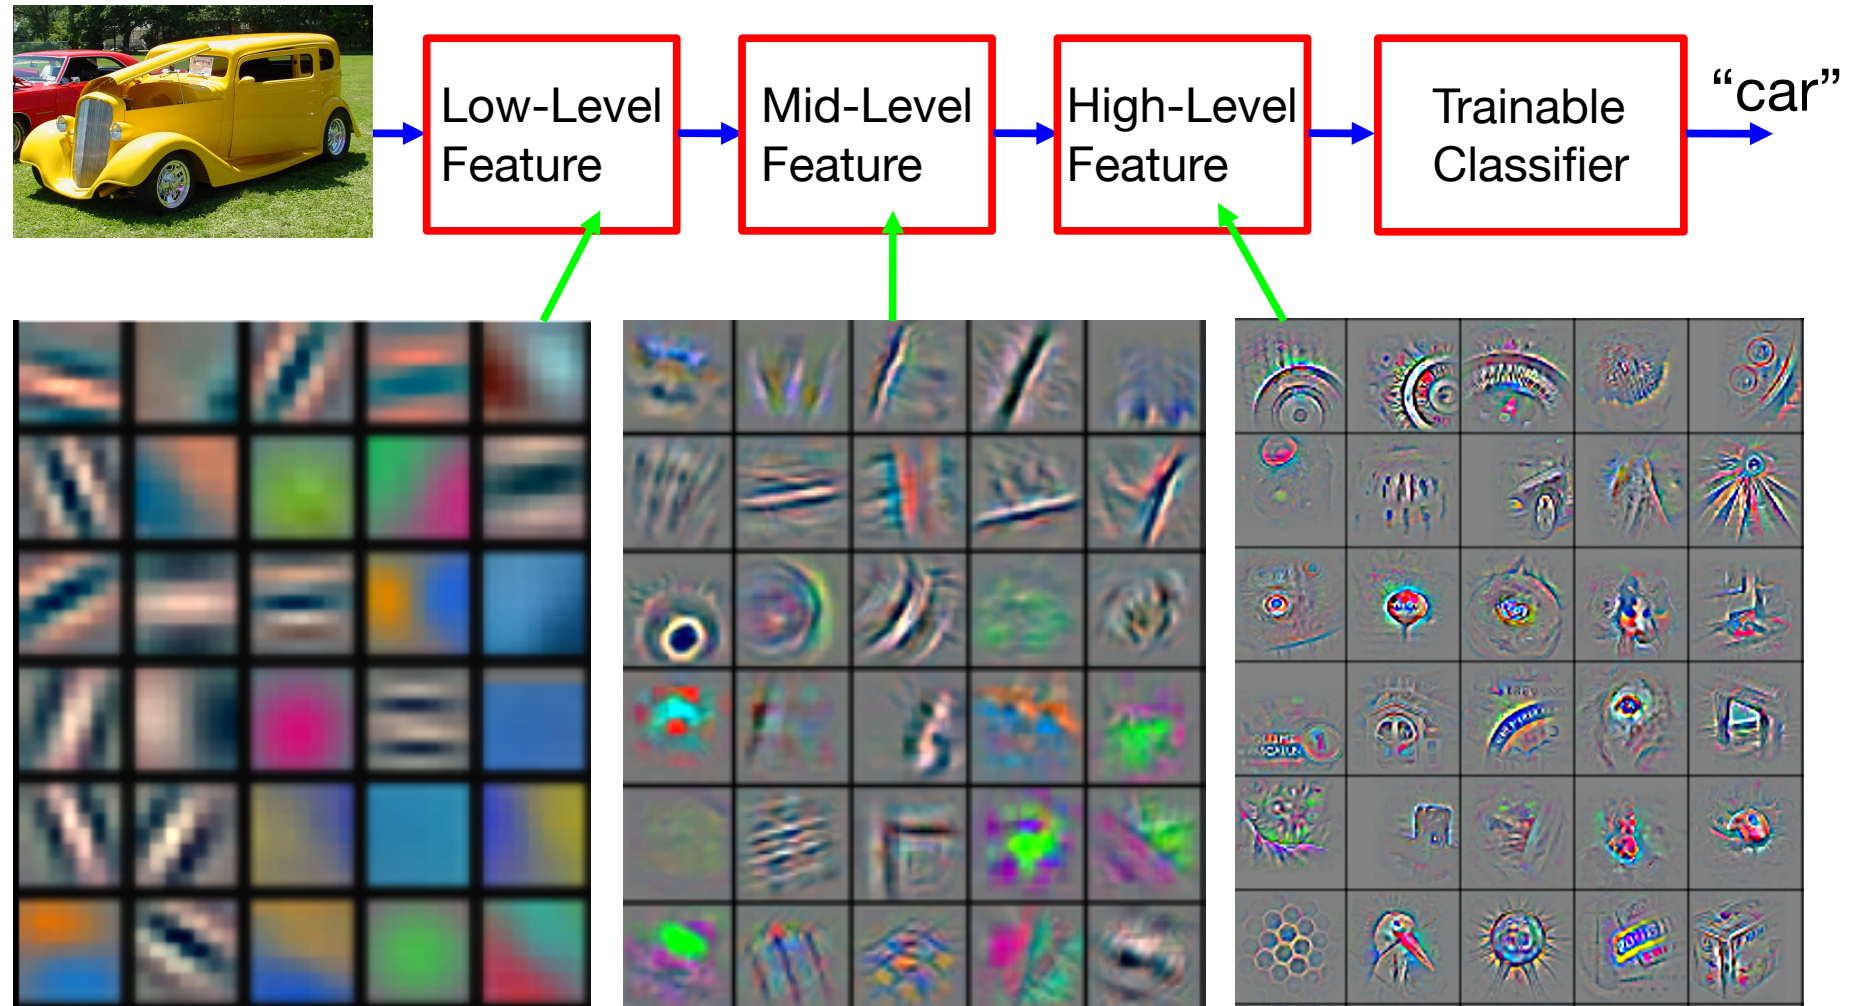 Low-Level
Feature
Mid-Level
Feature
High-Level
Feature
Trainable
Classifier
“car”